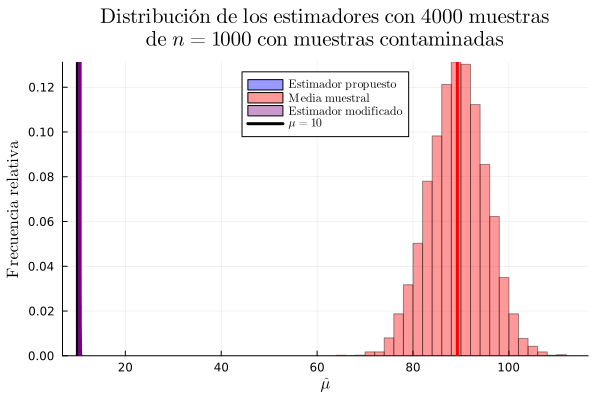 Distribución de los estimadores con 4000 muestras
de n = 1000 con muestras contaminadas
Estimador propuesto
Media muestral
Estimador modificado
μ = 10
Frecuencia relativa
0.12
0.10
0.08
0.06
0.04
0.02
0.00
20
40
60
80
100
μ̂